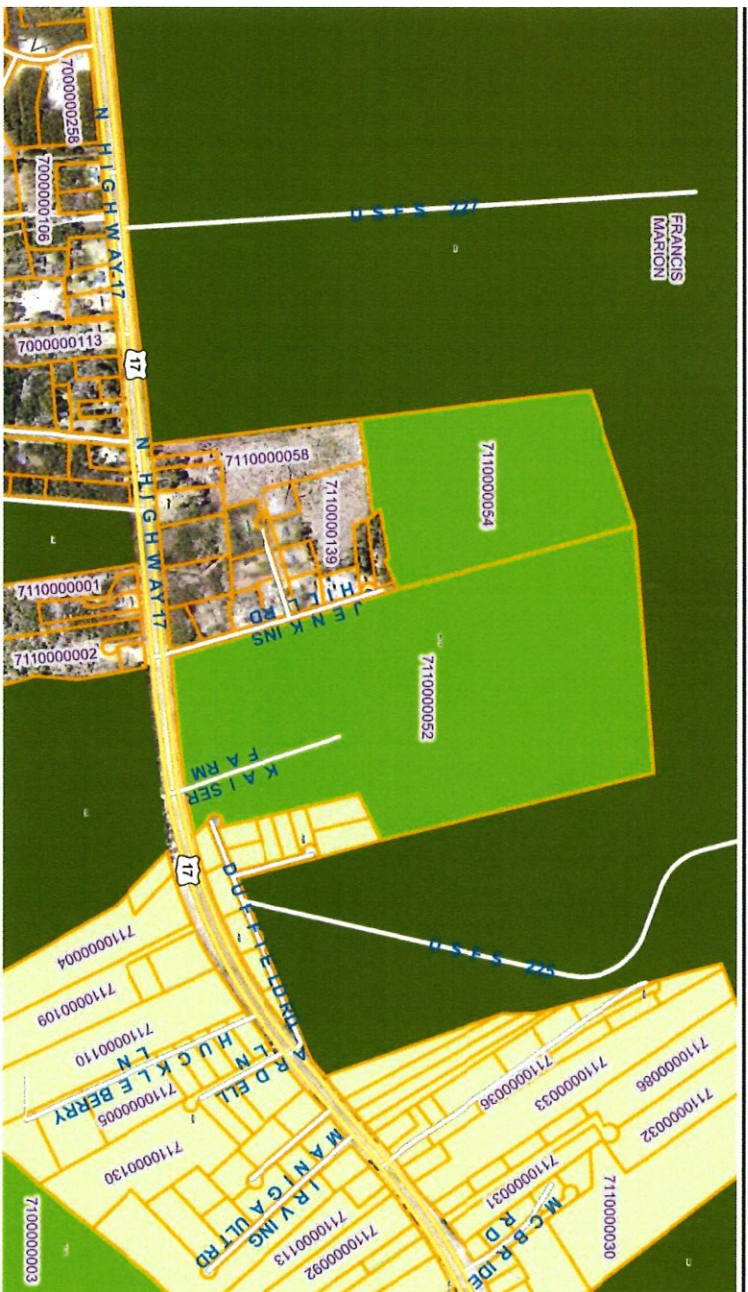 FRANCIS
MARION
USFS 227
7000000258
N HIGHWAY 17
7000000106
7000000113
17
N HIGHWAY 17
7110000058
7110000054
7110000139
JENKINS
HILL RD
7110000001
7110000002
7110000052
KAISER
FARM
17
DUFFIELD RD
USFS 225
7110000004
7110000109
7110000110
HUCKLEBERRY
LN
7110000005
ARDELL
LN
7110000130
IRVING
MANIGAULT RD
7110000113
7110000092
7110000036
7110000033
7110000086
7110000032
7110000031
7110000030
MCBRIDE
RD
7100000003